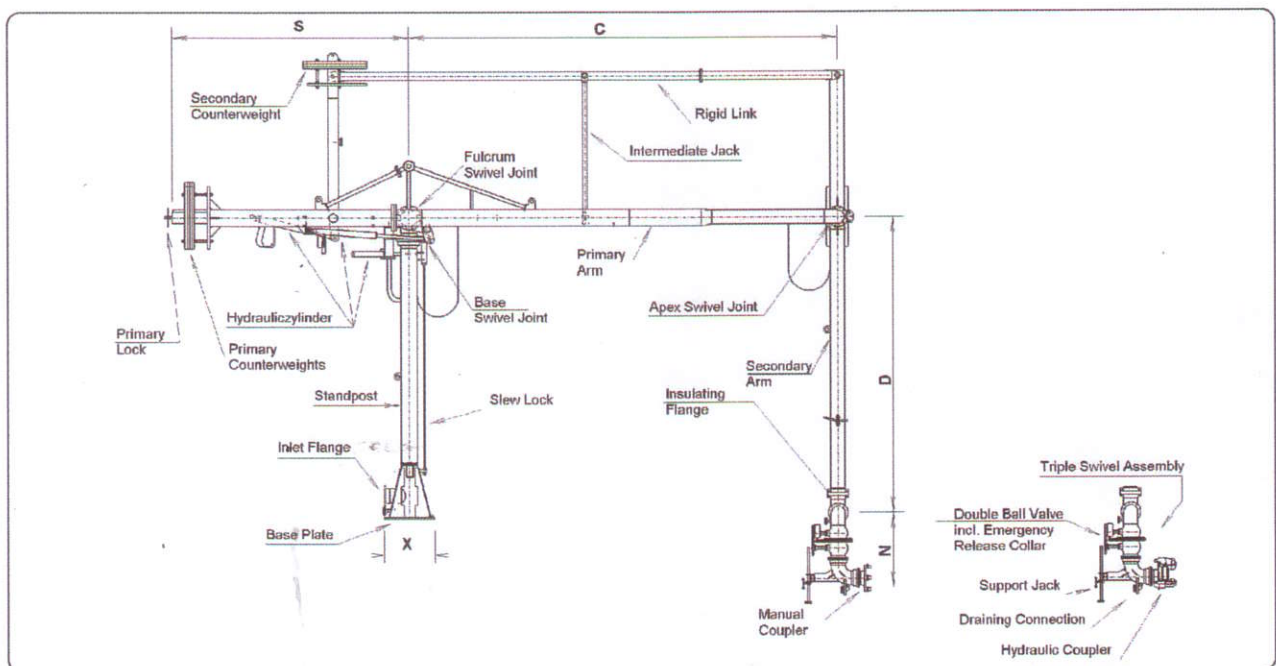 S
C
Secondary
Counterweight
Rigid Link
Intermediate Jack
Fulcrum
Swivel Joint
Primary
Arm
Base
Swivel Joint
Apex Swivel Joint
Hydrauliczylinder
Primary
Lock
Primary
Counterweights
Secondary
Arm
D
Standpost
Slew Lock
Insulating
Flange
Inlet Flange
Triple Swivel Assembly
Double Ball Valve
incl. Emergency
Release Collar
Base Plate
X
N
Support Jack
Manual
Coupler
Draining Connection
Hydraulic Coupler